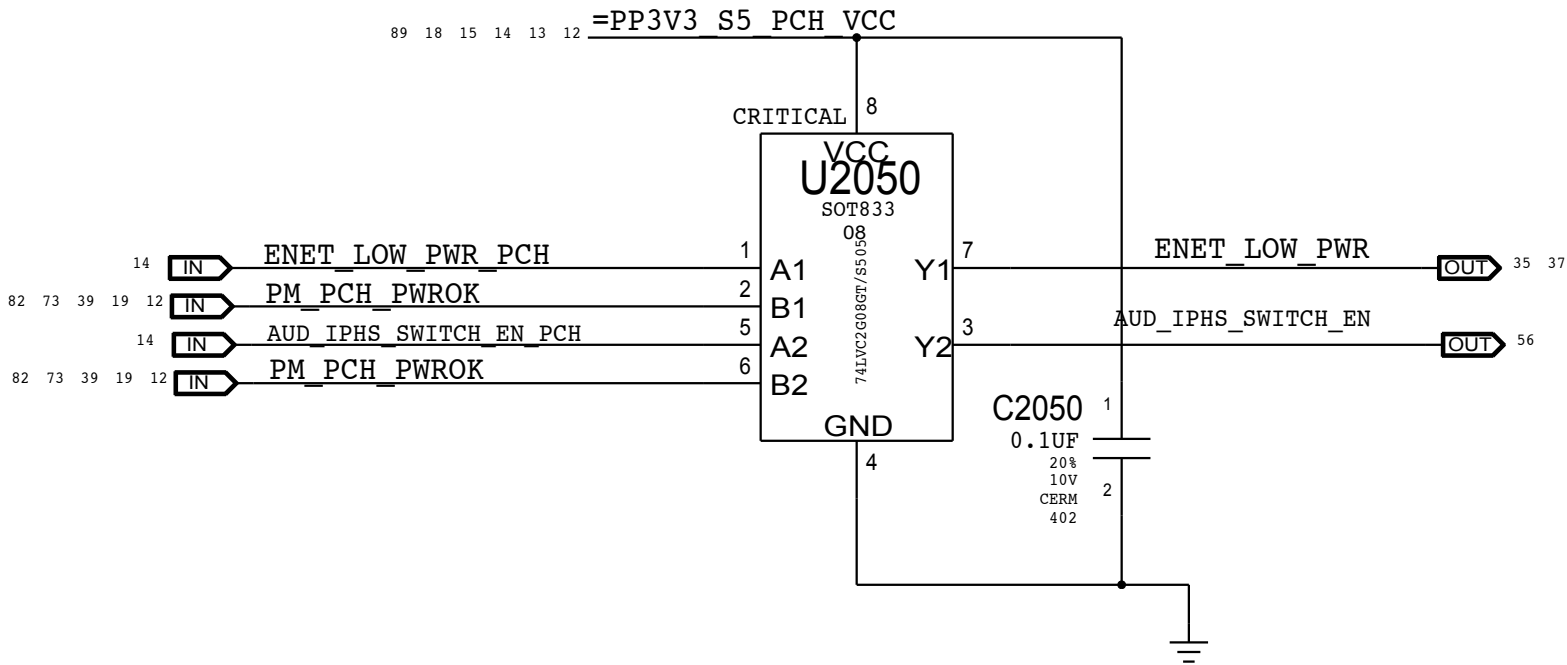 89 18 15 14 13 12 =PP3V3_S5_PCH_VCC
8
CRITICAL
VCC
U2050
SOT833
08
74LVC2G08GT/S505
14 IN ENET_LOW_PWR_PCH 1 A1 Y1 7 ENET_LOW_PWR OUT 35 37
82 73 39 19 12 IN PM_PCH_PWROK 2 B1
14 IN AUD_IPHS_SWITCH_EN_PCH 5 A2 Y2 3 AUD_IPHS_SWITCH_EN OUT 56
82 73 39 19 12 IN PM_PCH_PWROK 6 B2
GND
4
C2050 1
0.1UF
20%
10V
CERM 2
402